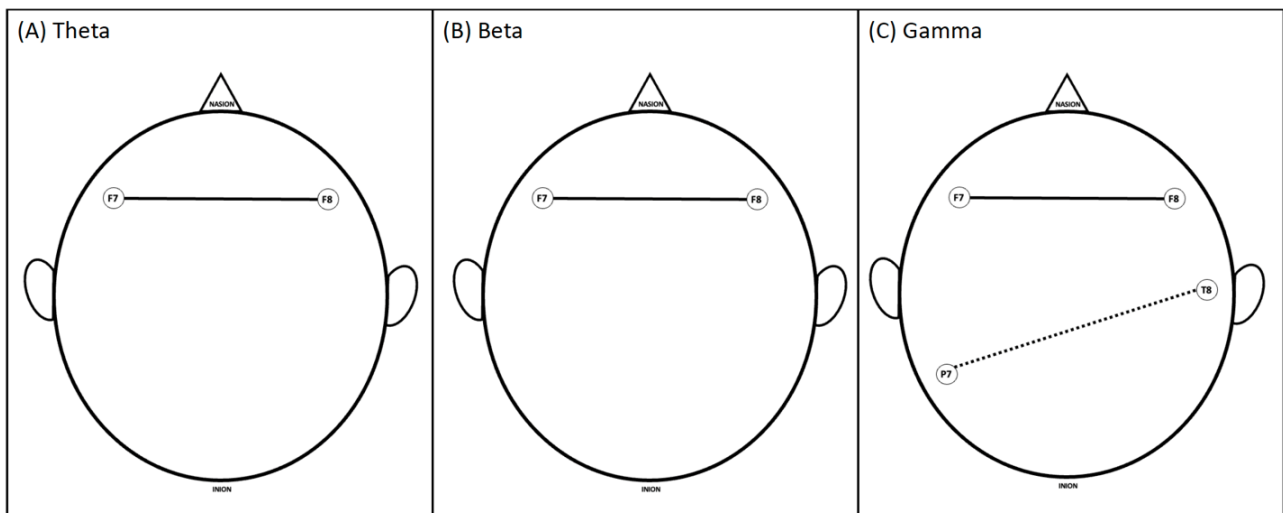 (A) Theta
NASION
F7
F8
INION
(B) Beta
NASION
F7
F8
INION
(C) Gamma
NASION
F7
F8
T8
P7
INION